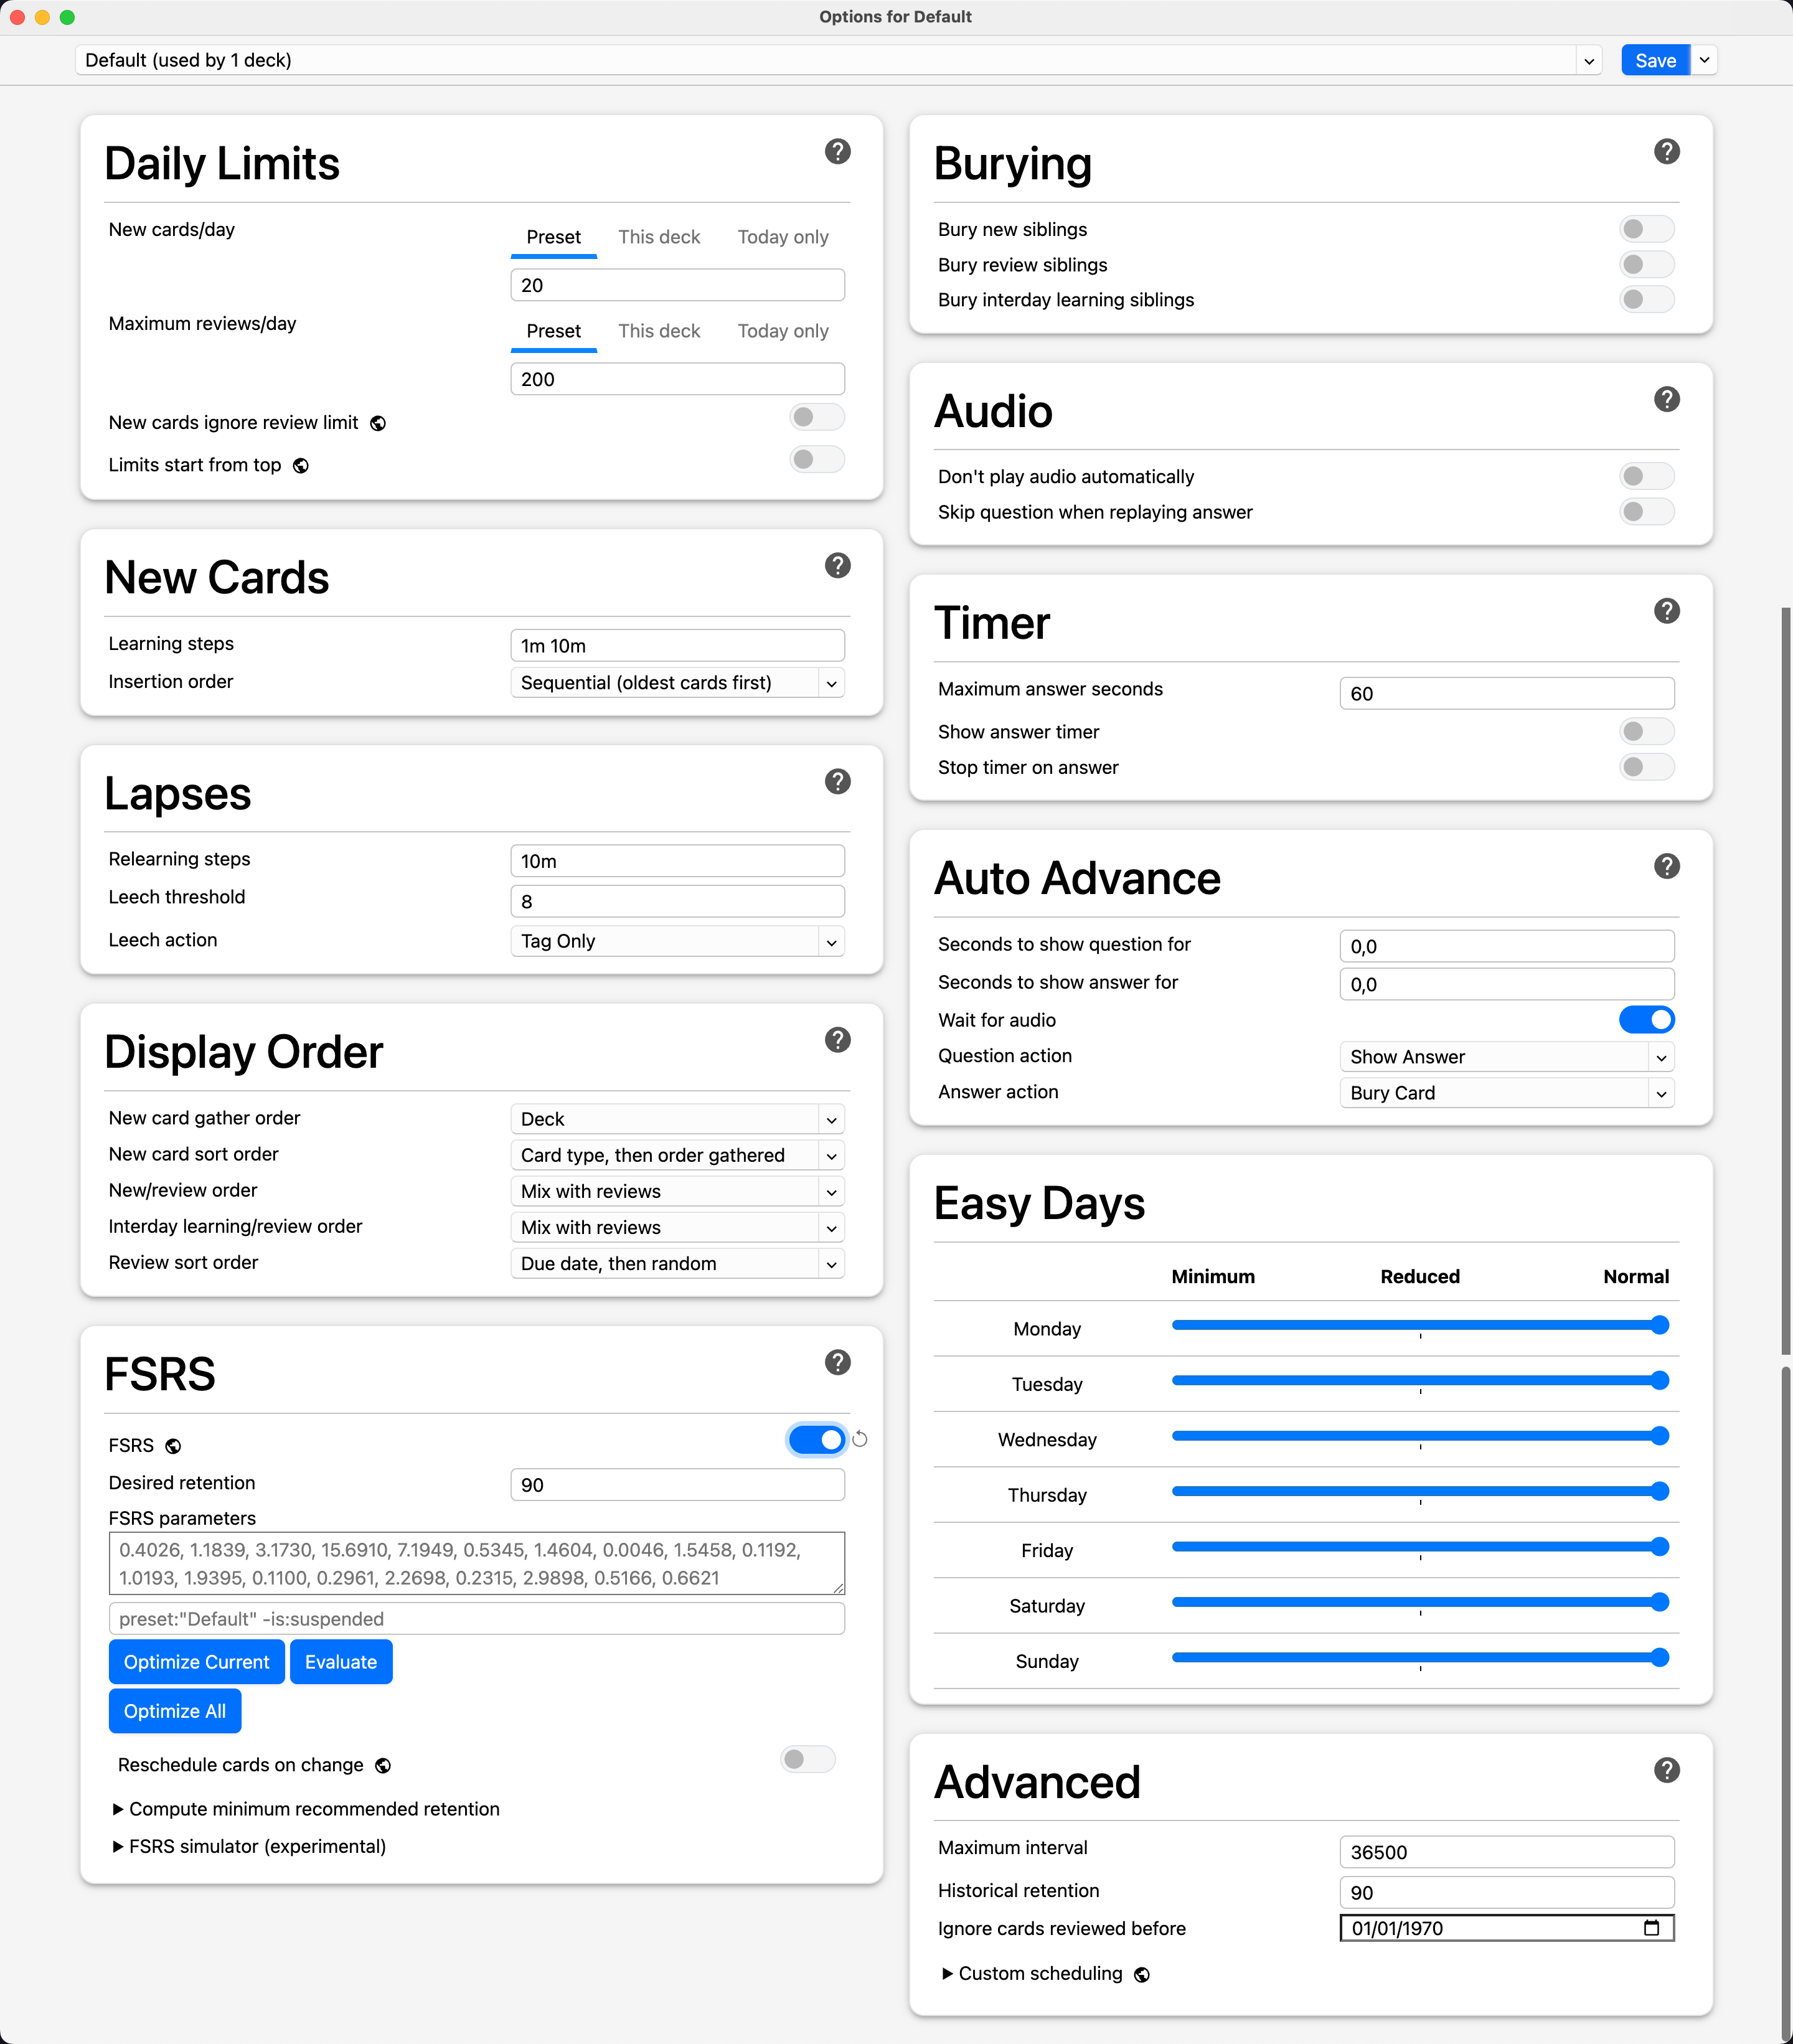 Options for Default
Default (used by 1 deck)
Save
Daily Limits
New cards/day
Preset This deck Today only
20
Maximum reviews/day
Preset This deck Today only
200
New cards ignore review limit
Limits start from top
New Cards
Learning steps 1m 10m
Insertion order Sequential (oldest cards first)
Lapses
Relearning steps 10m
Leech threshold 8
Leech action Tag Only
Display Order
New card gather order Deck
New card sort order Card type, then order gathered
New/review order Mix with reviews
Interday learning/review order Mix with reviews
Review sort order Due date, then random
FSRS
FSRS
Desired retention 90
FSRS parameters
0.4026, 1.1839, 3.1730, 15.6910, 7.1949, 0.5345, 1.4604, 0.0046, 1.5458, 0.1192,
1.0193, 1.9395, 0.1100, 0.2961, 2.2698, 0.2315, 2.9898, 0.5166, 0.6621
preset:"Default" -is:suspended
Optimize Current Evaluate
Optimize All
Reschedule cards on change
Compute minimum recommended retention
FSRS simulator (experimental)
Burying
Bury new siblings
Bury review siblings
Bury interday learning siblings
Audio
Don't play audio automatically
Skip question when replaying answer
Timer
Maximum answer seconds 60
Show answer timer
Stop timer on answer
Auto Advance
Seconds to show question for 0,0
Seconds to show answer for 0,0
Wait for audio
Question action Show Answer
Answer action Bury Card
Easy Days
Minimum Reduced Normal
Monday
Tuesday
Wednesday
Thursday
Friday
Saturday
Sunday
Advanced
Maximum interval 36500
Historical retention 90
Ignore cards reviewed before 01/01/1970
Custom scheduling